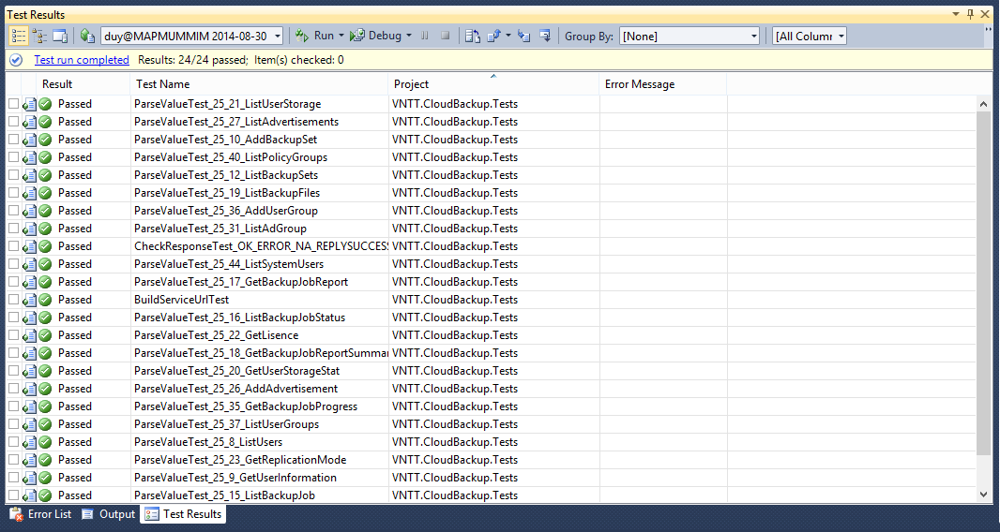 Test Results
duy@MAPMUMMIM 2014-08-30 Run Debug Group By: [None] [All Column
Test run completed Results: 24/24 passed; Item(s) checked: 0
Result Test Name Project Error Message
Passed ParseValueTest_25_21_ListUserStorage VNTT.CloudBackup.Tests
Passed ParseValueTest_25_27_ListAdvertisements VNTT.CloudBackup.Tests
Passed ParseValueTest_25_10_AddBackupSet VNTT.CloudBackup.Tests
Passed ParseValueTest_25_40_ListPolicyGroups VNTT.CloudBackup.Tests
Passed ParseValueTest_25_12_ListBackupSets VNTT.CloudBackup.Tests
Passed ParseValueTest_25_19_ListBackupFiles VNTT.CloudBackup.Tests
Passed ParseValueTest_25_36_AddUserGroup VNTT.CloudBackup.Tests
Passed ParseValueTest_25_31_ListAdGroup VNTT.CloudBackup.Tests
Passed CheckResponseTest_OK_ERROR_NA_REPLYSUCCESS VNTT.CloudBackup.Tests
Passed ParseValueTest_25_44_ListSystemUsers VNTT.CloudBackup.Tests
Passed ParseValueTest_25_17_GetBackupJobReport VNTT.CloudBackup.Tests
Passed BuildServiceUrlTest VNTT.CloudBackup.Tests
Passed ParseValueTest_25_16_ListBackupJobStatus VNTT.CloudBackup.Tests
Passed ParseValueTest_25_22_GetLisence VNTT.CloudBackup.Tests
Passed ParseValueTest_25_18_GetBackupJobReportSummar VNTT.CloudBackup.Tests
Passed ParseValueTest_25_20_GetUserStorageStat VNTT.CloudBackup.Tests
Passed ParseValueTest_25_26_AddAdvertisement VNTT.CloudBackup.Tests
Passed ParseValueTest_25_35_GetBackupJobProgress VNTT.CloudBackup.Tests
Passed ParseValueTest_25_37_ListUserGroups VNTT.CloudBackup.Tests
Passed ParseValueTest_25_8_ListUsers VNTT.CloudBackup.Tests
Passed ParseValueTest_25_23_GetReplicationMode VNTT.CloudBackup.Tests
Passed ParseValueTest_25_9_GetUserInformation VNTT.CloudBackup.Tests
Passed ParseValueTest_25_15_ListBackupJob VNTT.CloudBackup.Tests
Error List Output Test Results